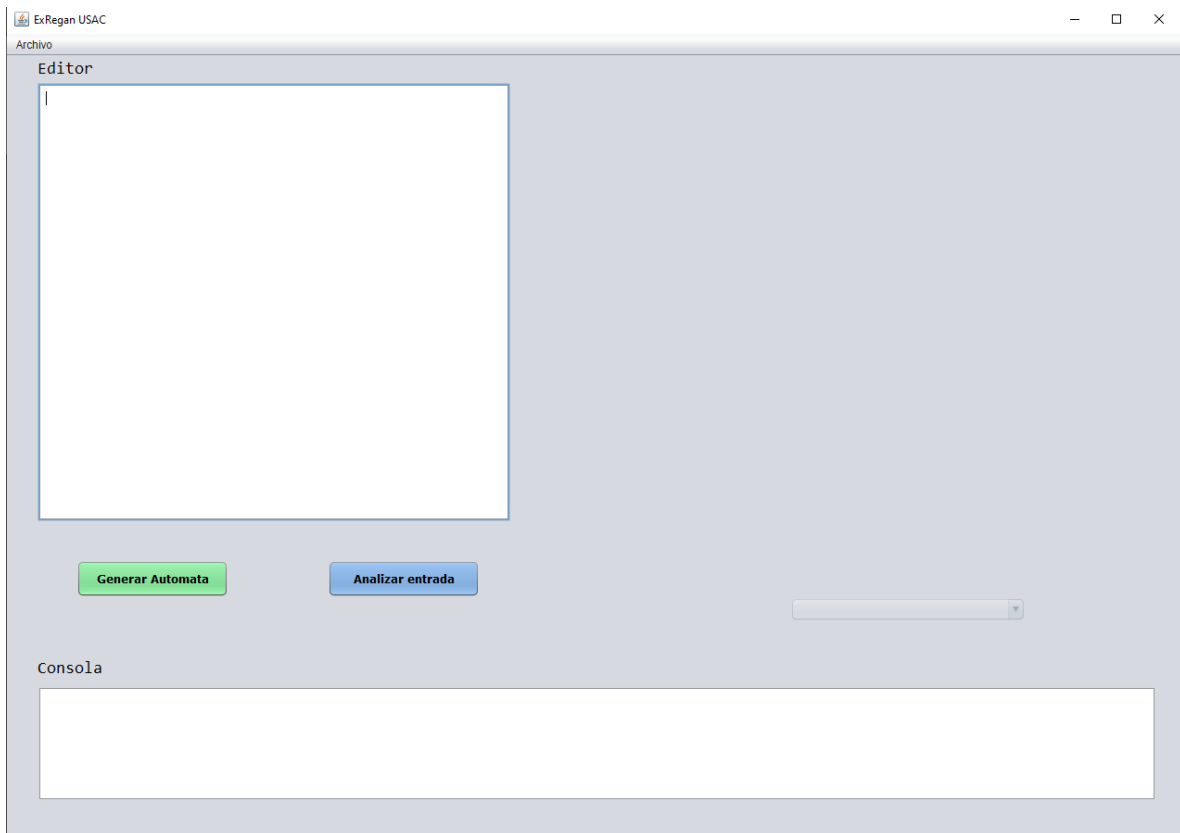 ExRegan USAC
Archivo
Editor
Generar Automata
Analizar entrada
Consola